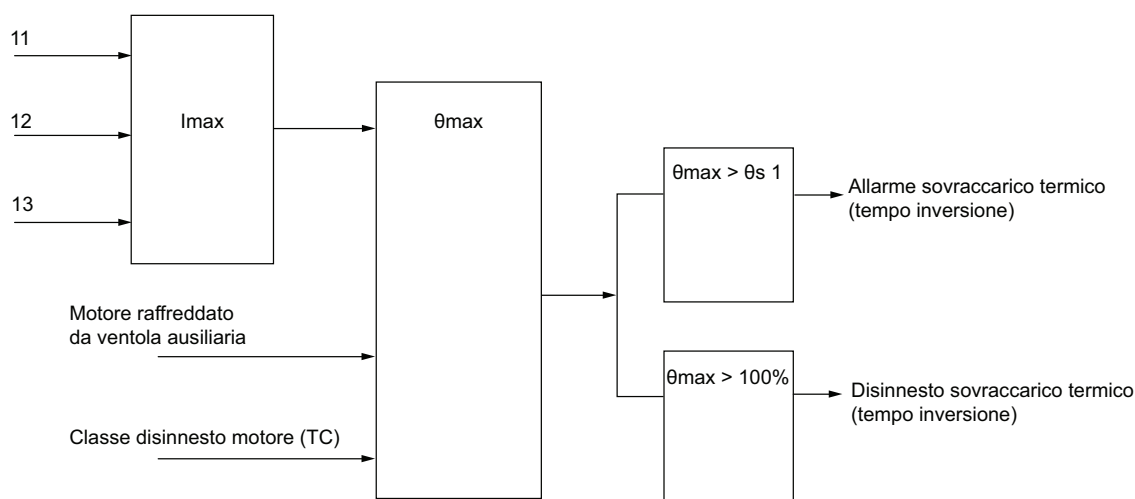 11
12
13
Imax
θmax
Motore raffreddato
da ventola ausiliaria
Classe disinnesto motore (TC)
θmax > θs 1
Allarme sovraccarico termico
(tempo inversione)
θmax > 100%
Disinnesto sovraccarico termico
(tempo inversione)